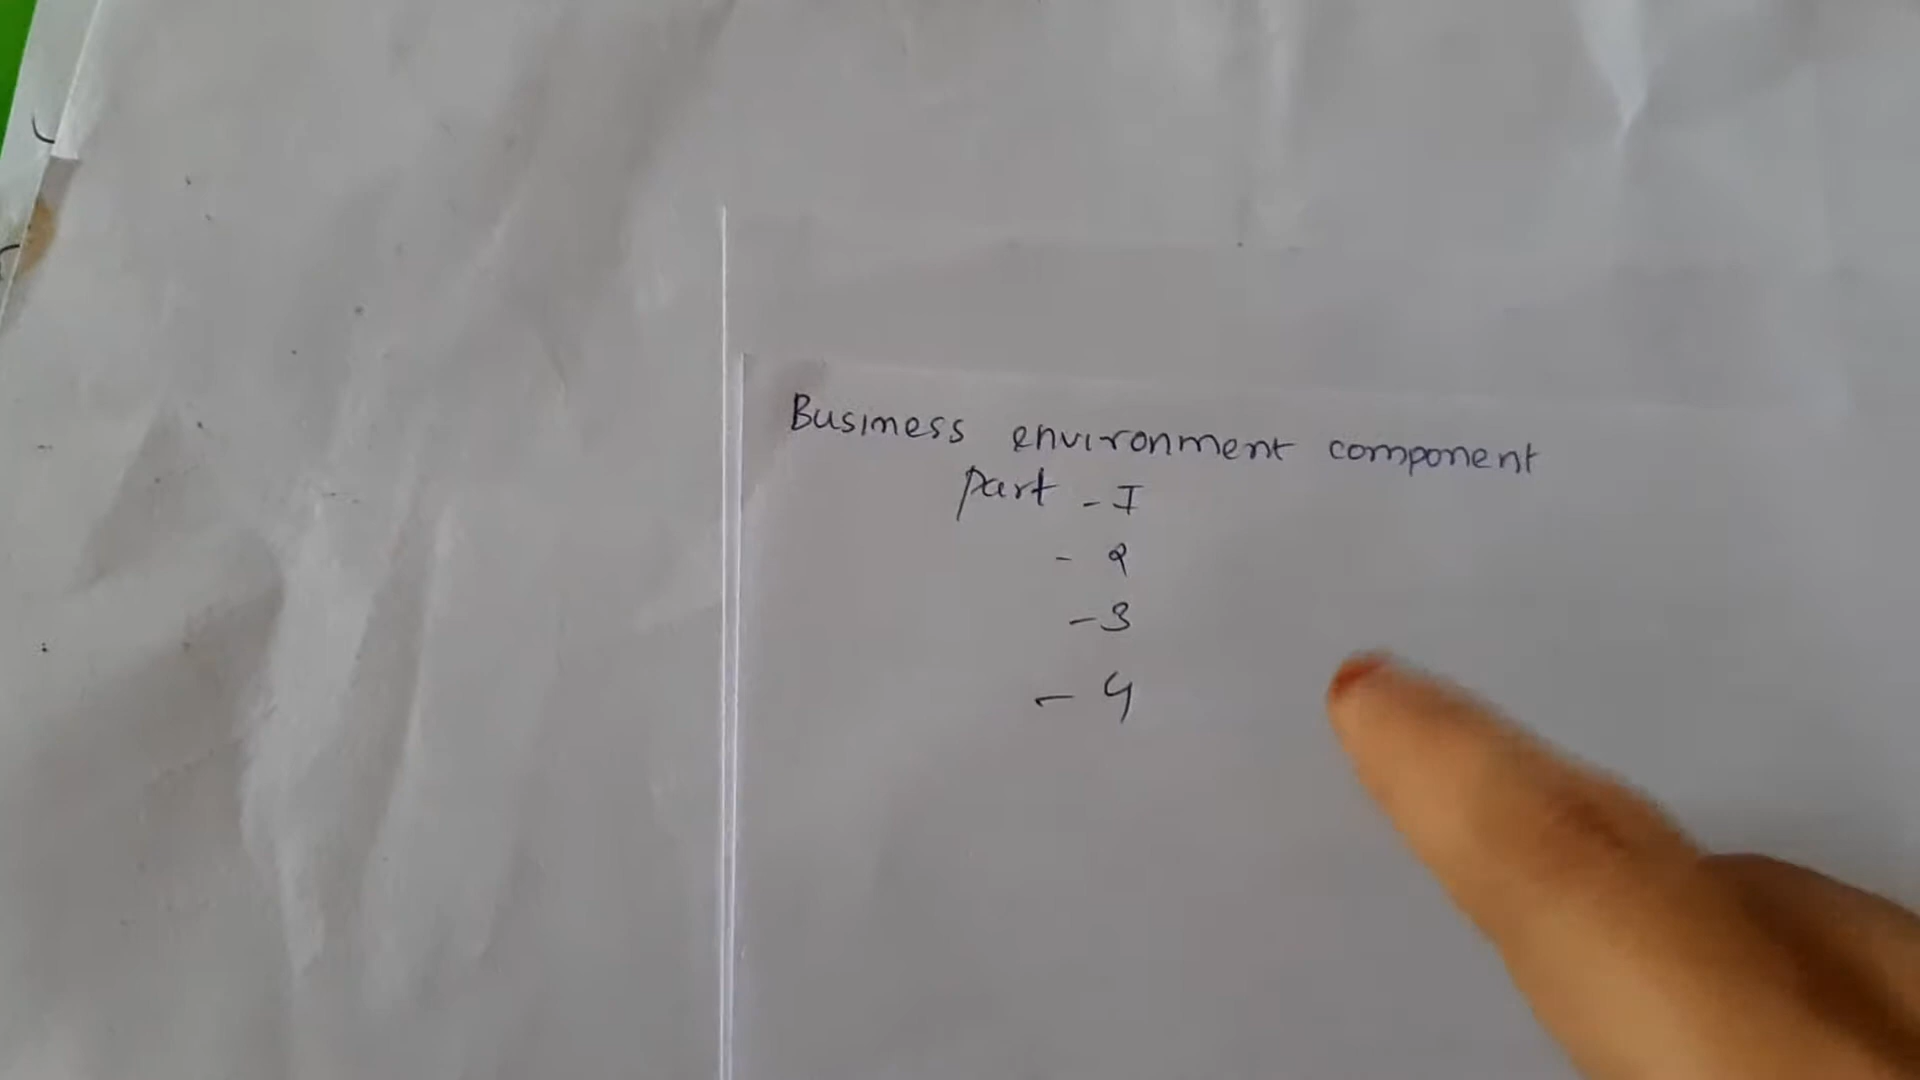 Business environment component
Part - I
- 2
- 3
- 4